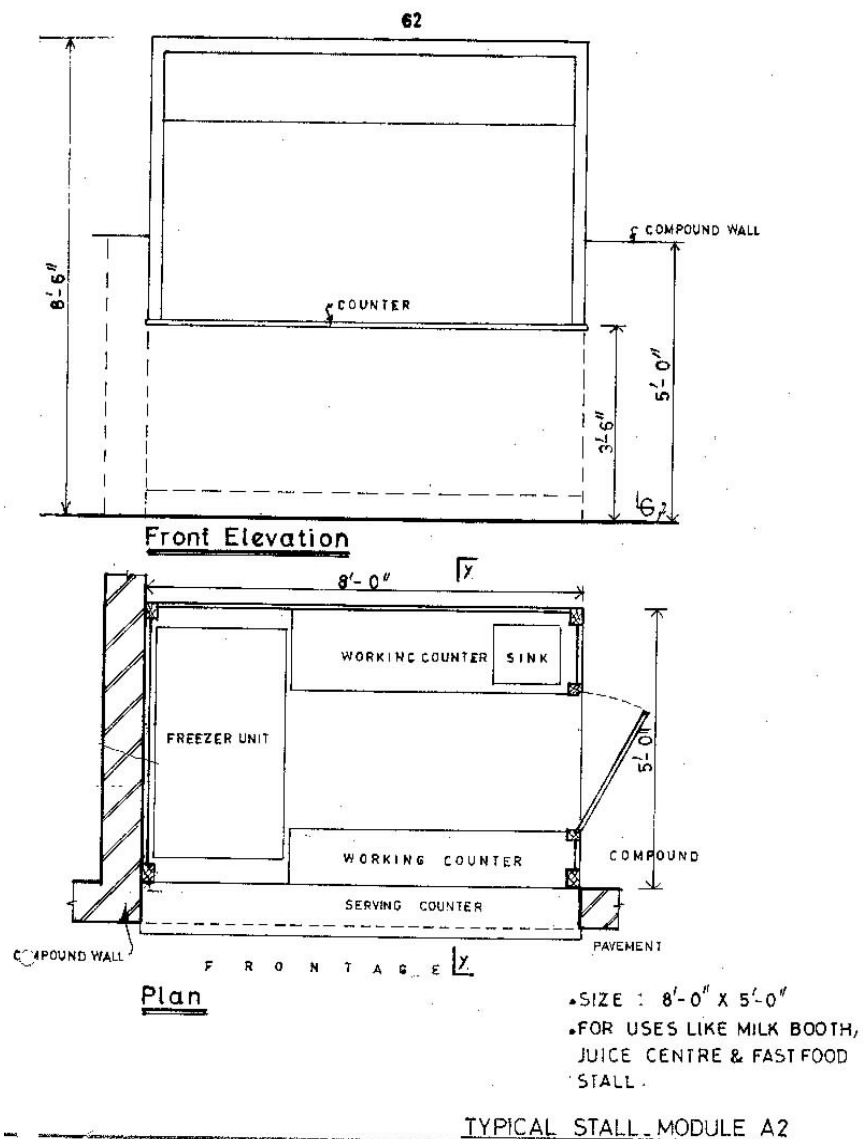 62
COMPOUND WALL
8'-6"
COUNTER
5'-0"
3'-6"
Front Elevation
8'-0"
Y
WORKING COUNTER
SINK
FREEZER UNIT
5'-0"
WORKING COUNTER
COMPOUND
SERVING COUNTER
COMPOUND WALL
FRONTAGE
Y
PAVEMENT
Plan
.SIZE : 8'-0" X 5'-0"
.FOR USES LIKE MILK BOOTH,
JUICE CENTRE & FAST FOOD
STALL.
TYPICAL STALL_MODULE A2